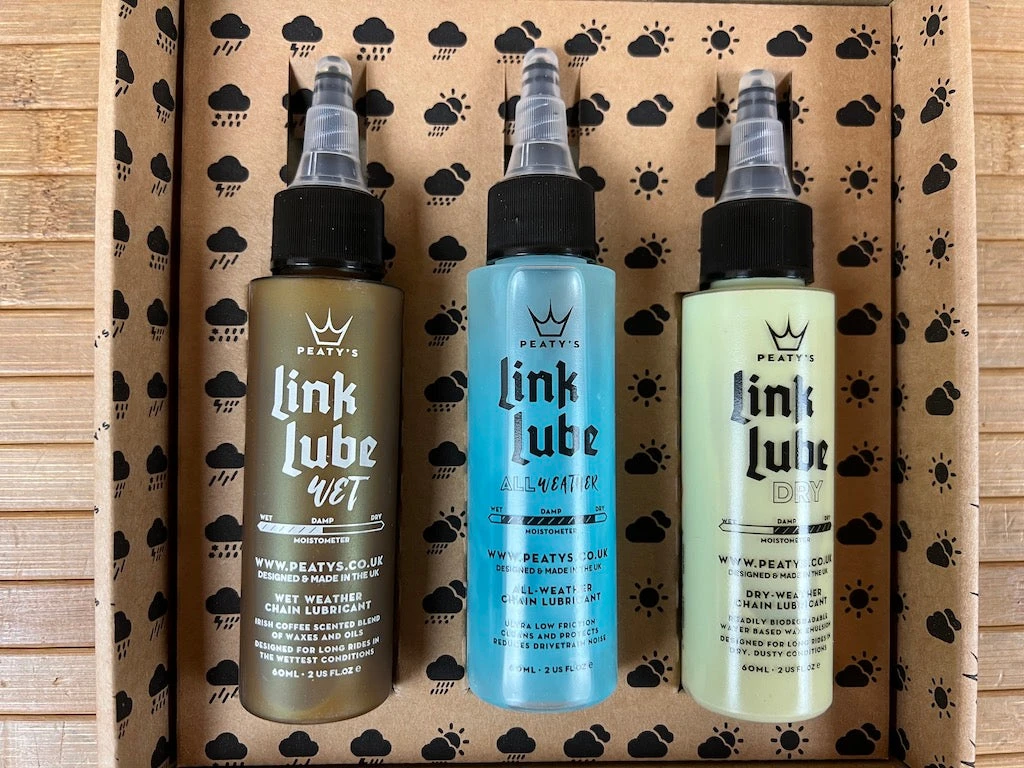 PEATY'S
Link
Lube
WET
WET DAMP DRY
MOISTOMETER
WWW.PEATYS.CO.UK
DESIGNED & MADE IN THE UK
WET WEATHER
CHAIN LUBRICANT
IRISH COFFEE SCENTED BLEND
OF WAXES AND OILS
DESIGNED FOR LONG RIDES IN
THE WETTEST CONDITIONS
60ML · 2 US FL.OZ e
PEATY'S
Link
Lube
ALL WEATHER
WET DAMP DRY
MOISTOMETER
WWW.PEATYS.CO.UK
DESIGNED & MADE IN THE UK
ALL-WEATHER
CHAIN LUBRICANT
ULTRA LOW FRICTION
CLEANS AND PROTECTS
REDUCES DRIVETRAIN NOISE
60ML · 2 US FL.OZ e
PEATY'S
Link
Lube
DRY
WET DAMP DRY
MOISTOMETER
WWW.PEATYS.CO.UK
DESIGNED & MADE IN THE UK
DRY-WEATHER
CHAIN LUBRICANT
READILY BIODEGRADABLE
WATER BASED WAX EMULSION
DESIGNED FOR LONG RIDES IN
DRY, DUSTY CONDITIONS
60ML · 2 US FL.OZ e